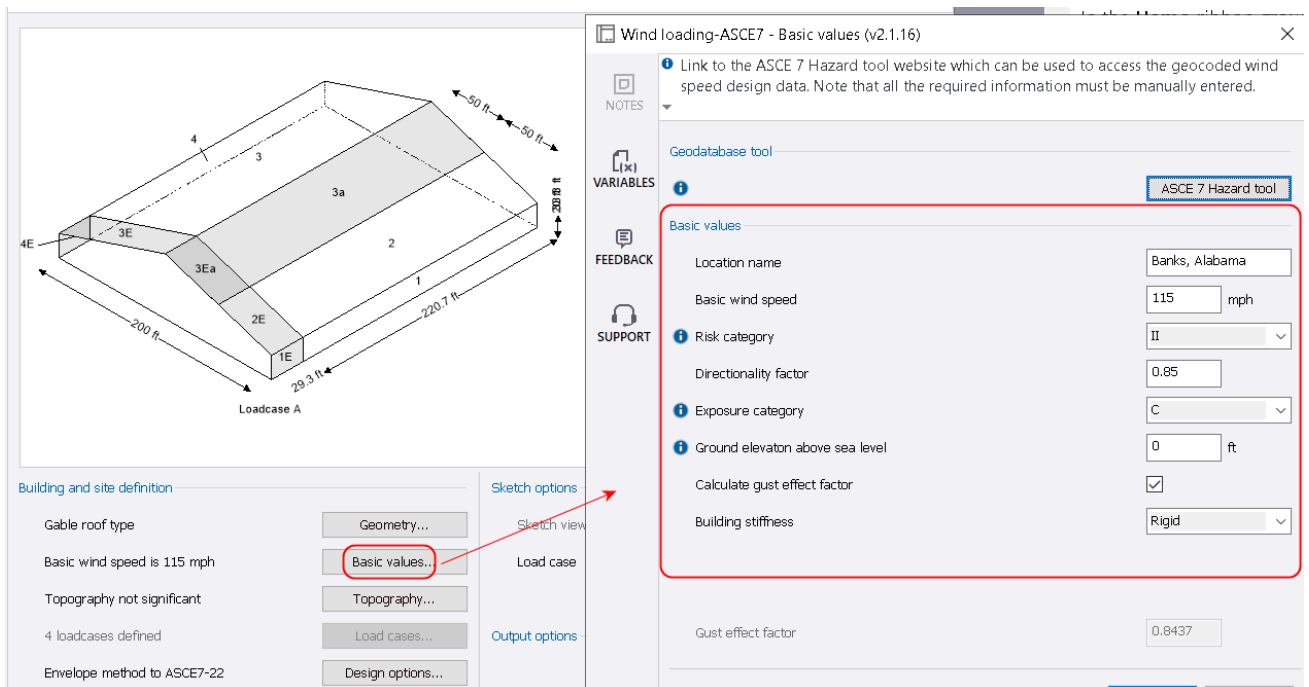 4
3
3a
50 ft
50 ft
4E
3E
3Ea
2
2E
1
1E
200 ft
29.3 ft
220.7 ft
Loadcase A
Building and site definition
Gable roof type
Geometry...
Basic wind speed is 115 mph
Basic values...
Topography not significant
Topography...
4 loadcases defined
Load cases...
Envelope method to ASCE7-22
Design options...
Sketch options
Sketch view
Load case
Output options
Wind loading-ASCE7 - Basic values (v2.1.16)
NOTES
VARIABLES
FEEDBACK
SUPPORT
Link to the ASCE 7 Hazard tool website which can be used to access the geocoded wind
speed design data. Note that all the required information must be manually entered.
Geodatabase tool
ASCE 7 Hazard tool
Basic values
Location name Banks, Alabama
Basic wind speed 115 mph
Risk category II
Directionality factor 0.85
Exposure category C
Ground elevaton above sea level 0 ft
Calculate gust effect factor
Building stiffness Rigid
Gust effect factor 0.8437